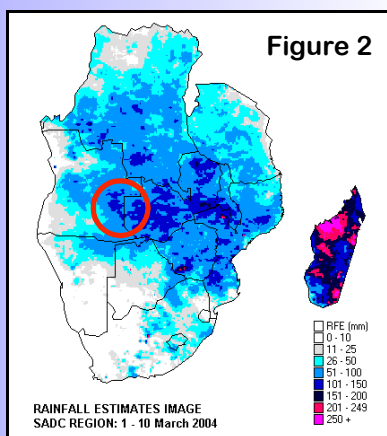 Figure 2
RFE (mm)
0 - 10
11 - 25
26 - 50
51 - 100
101 - 150
151 - 200
201 - 249
250 +
RAINFALL ESTIMATES IMAGE
SADC REGION: 1 - 10 March 2004